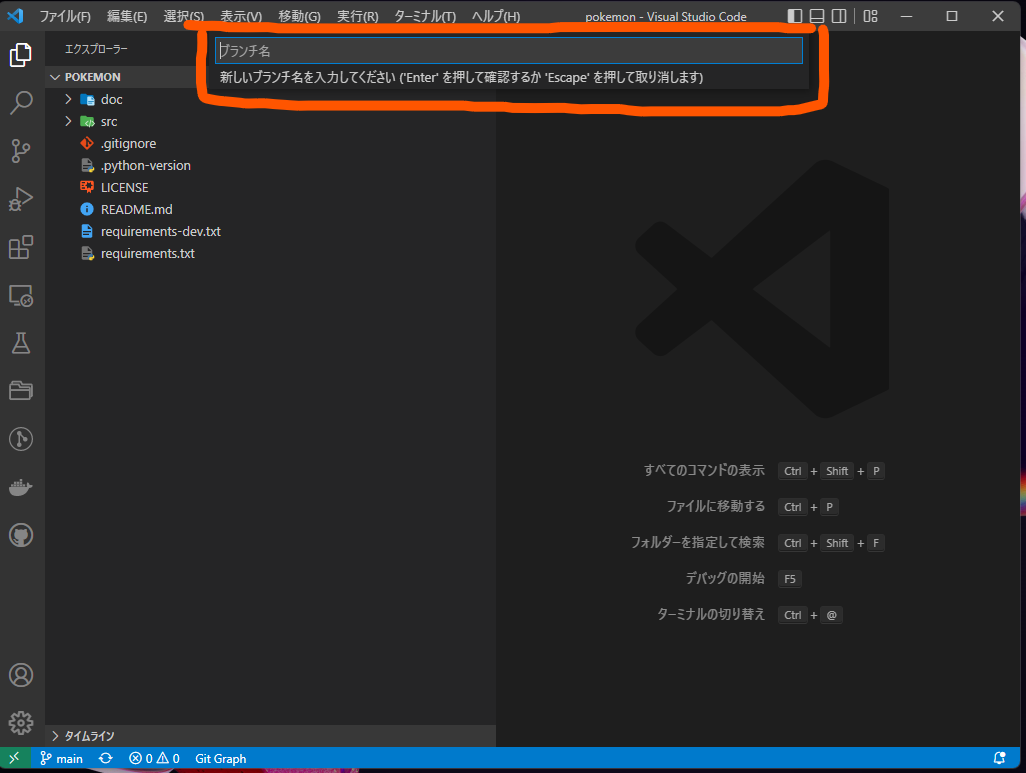 ファイル(F) 編集(E) 選択(S) 表示(V) 移動(G) 実行(R) ターミナル(T) ヘルプ(H) pokemon - Visual Studio Code
エクスプローラー
ブランチ名
新しいブランチ名を入力してください ('Enter' を押して確認するか 'Escape' を押して取り消します)
POKEMON
doc
src
.gitignore
.python-version
LICENSE
README.md
requirements-dev.txt
requirements.txt
すべてのコマンドの表示 Ctrl + Shift + P
ファイルに移動する Ctrl + P
フォルダーを指定して検索 Ctrl + Shift + F
デバッグの開始 F5
ターミナルの切り替え Ctrl + @
タイムライン
main 0 0 Git Graph